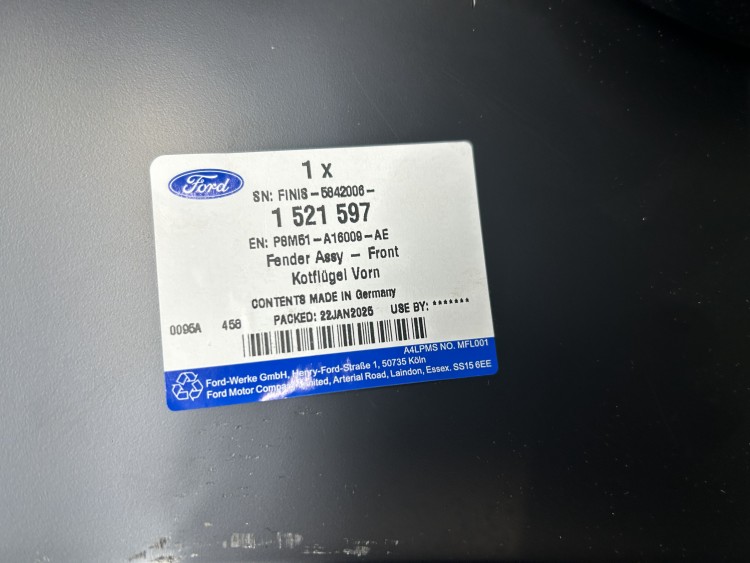 Ford
1 x
SN: FINIS-5842006-
1 521 597
EN: P8M51-A16009-AE
Fender Assy - Front
Kotflügel Vorn
CONTENTS MADE IN Germany
0095A 458 PACKED: 22JAN2025 USE BY: *******
A4LPMS NO. MFL001
Ford-Werke GmbH, Henry-Ford-Straße 1, 50735 Köln
Ford Motor Company Limited, Arterial Road, Laindon, Essex. SS15 6EE